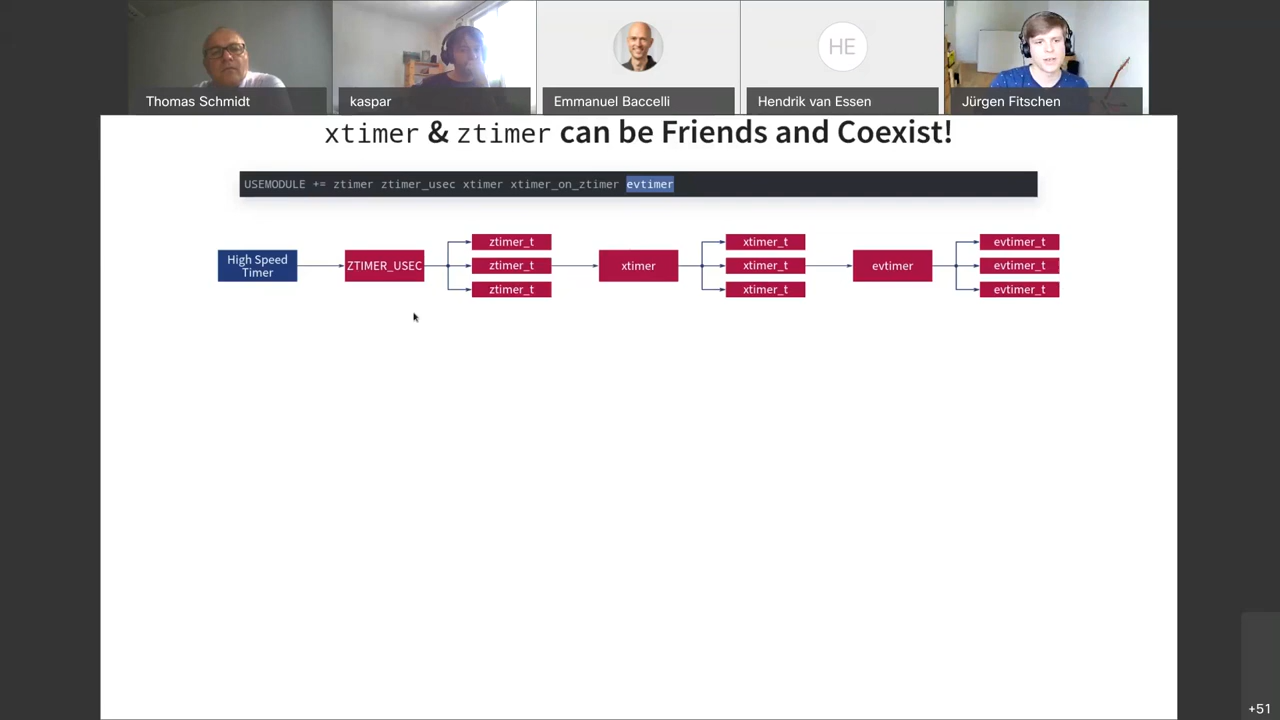 Thomas Schmidt
kaspar
Emmanuel Baccelli
HE
Hendrik van Essen
Jürgen Fitschen
xtimer & ztimer can be Friends and Coexist!
USEMODULE += ztimer ztimer_usec xtimer xtimer_on_ztimer evtimer
High Speed
Timer
ZTIMER_USEC
ztimer_t
ztimer_t
ztimer_t
xtimer
xtimer_t
xtimer_t
xtimer_t
evtimer
evtimer_t
evtimer_t
evtimer_t
+51